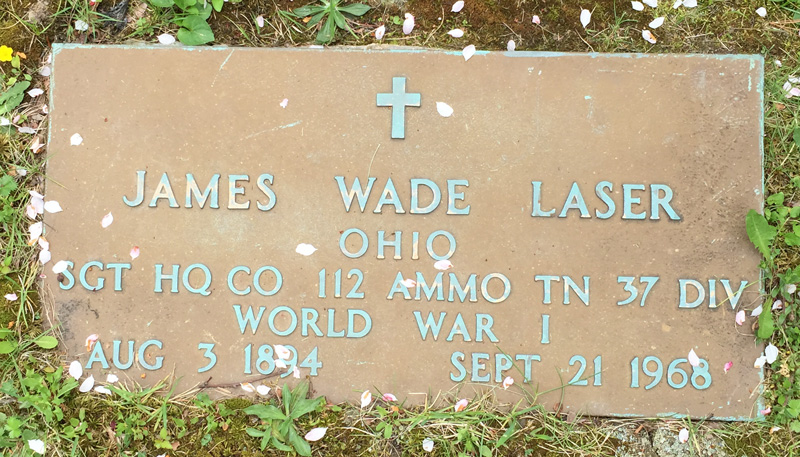 JAMES WADE LASER
OHIO
SGT HQ CO 112 AMMO TN 37 DIV
WORLD WAR I
AUG 3 1894 SEPT 21 1968